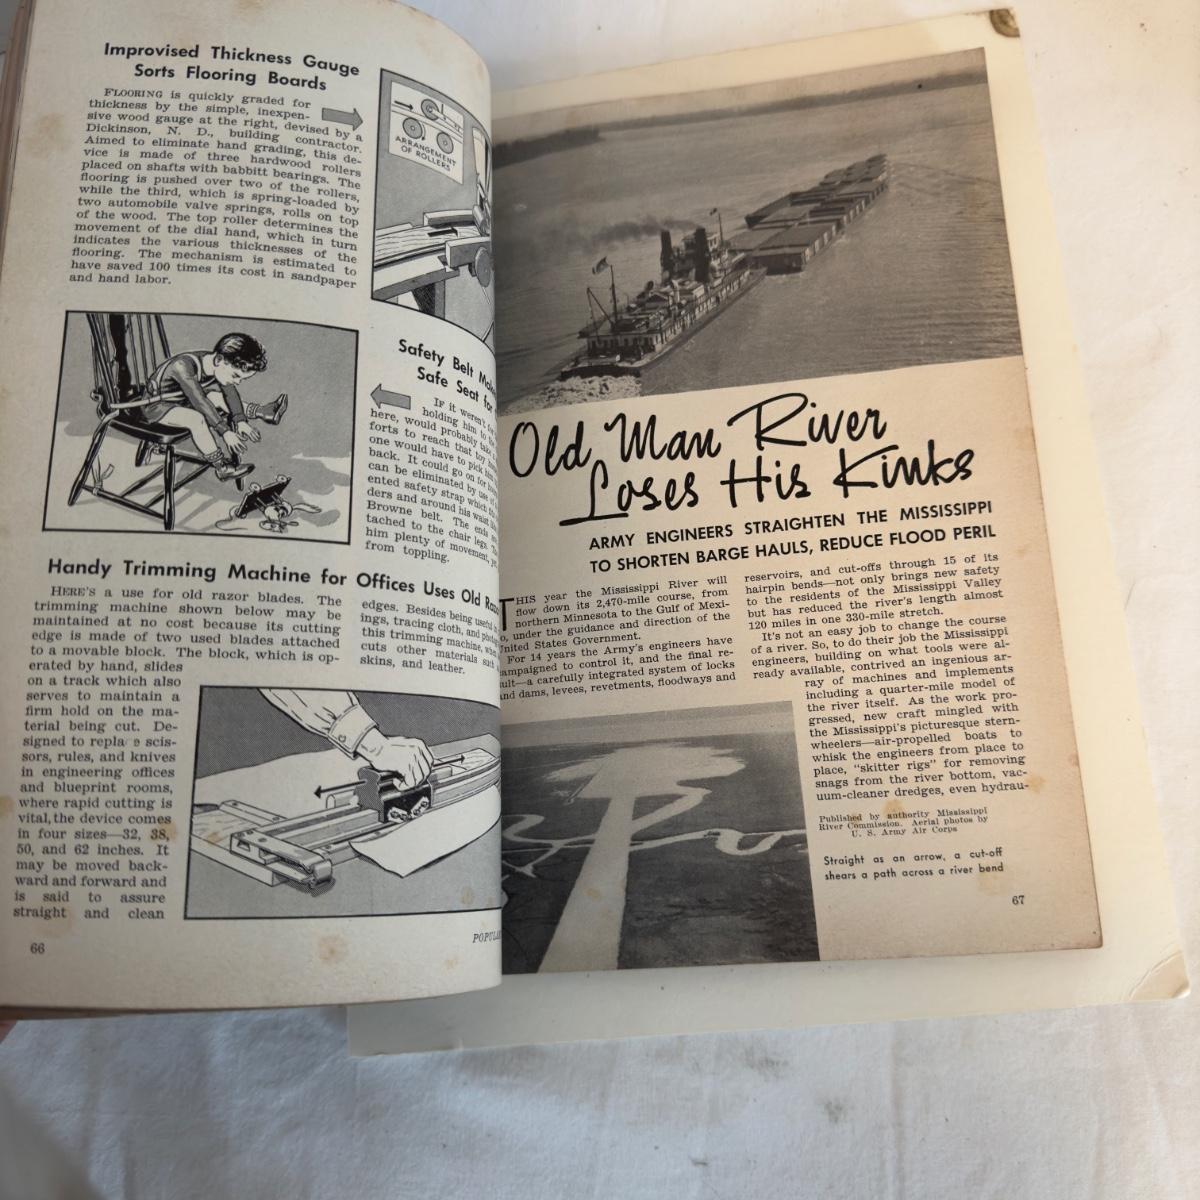 Improvised Thickness Gauge
Sorts Flooring Boards
FLOORING is quickly graded for
thickness by the simple, inexpen-
sive wood gauge at the right, devised by a
Dickinson, N. D., building contractor.
Aimed to eliminate hand grading, this de-
vice is made of three hardwood rollers
placed on shafts with babbitt bearings. The
flooring is pushed over two of the rollers,
while the third, which is spring-loaded by
two automobile valve springs, rolls on top
of the wood. The top roller determines the
movement of the dial hand, which in turn
indicates the various thicknesses of the
flooring. The mechanism is estimated to
have saved 100 times its cost in sandpaper
and hand labor.
ARRANGEMENT
OF ROLLERS
Safety Belt
Safe Seat for
IF it weren't
holding him to
here, would probably
forts to reach that toy
one would have to pick
back. It could go on for
can be eliminated by use
ented safety strap which
ders and around his waist
Browne belt. The ends
tached to the chair legs.
him plenty of movement,
from toppling.
Handy Trimming Machine for Offices Uses Old
HERE'S a use for old razor blades. The
trimming machine shown below may be
maintained at no cost because its cutting
edge is made of two used blades attached
to a movable block. The block, which is op-
erated by hand, slides
on a track which also
serves to maintain a
firm hold on the ma-
terial being cut. De-
signed to replace scis-
sors, rules, and knives
in engineering offices
and blueprint rooms,
where rapid cutting is
vital, the device comes
in four sizes—32, 38,
50, and 62 inches. It
may be moved back-
ward and forward and
is said to assure
straight and clean
edges. Besides being useful
ings, tracing cloth, and
this trimming machine,
cuts other materials
skins, and leather.
66
Old Man River
Loses His Kinks
ARMY ENGINEERS STRAIGHTEN THE MISSISSIPPI
TO SHORTEN BARGE HAULS, REDUCE FLOOD PERIL
THIS year the Mississippi River will
flow down its 2,470-mile course, from
northern Minnesota to the Gulf of Mexi-
o, under the guidance and direction of the
nited States Government.
For 14 years the Army's engineers have
ampaigned to control it, and the final re-
ult—a carefully integrated system of locks
nd dams, levees, revetments, floodways and
reservoirs, and cut-offs through 15 of its
hairpin bends—not only brings new safety
to the residents of the Mississippi Valley
but has reduced the river's length almost
120 miles in one 330-mile stretch.
It's not an easy job to change the course
of a river. So, to do their job the Mississippi
engineers, building on what tools were al-
ready available, contrived an ingenious ar-
ray of machines and implements
including a quarter-mile model of
the river itself. As the work pro-
gressed, new craft mingled with
the Mississippi's picturesque stern-
wheelers—air-propelled boats to
whisk the engineers from place to
place, "skitter rigs" for removing
snags from the river bottom, vac-
uum-cleaner dredges, even hydrau-
Published by authority Mississippi
River Commission. Aerial photos by
U. S. Army Air Corps
Straight as an arrow, a cut-off
shears a path across a river bend
67